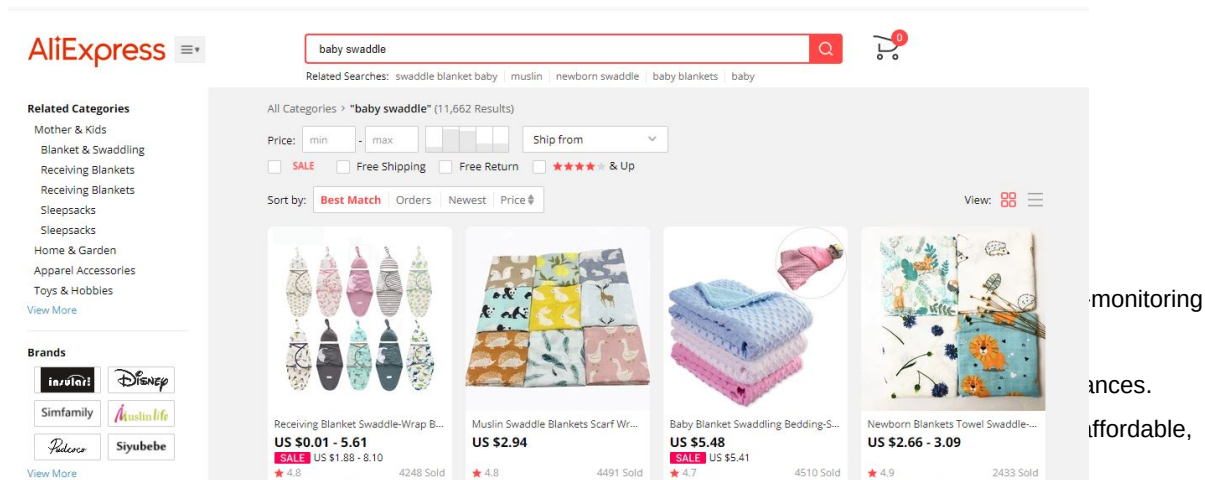 AliExpress
baby swaddle
0
Related Searches: swaddle blanket baby muslin newborn swaddle baby blankets baby
Related Categories
Mother & Kids
Blanket & Swaddling
Receiving Blankets
Receiving Blankets
Sleepsacks
Sleepsacks
Home & Garden
Apparel Accessories
Toys & Hobbies
View More
Brands
insular!
Disney
Simfamily
Muslin life
Pudcoco
Siyubebe
View More
All Categories > "baby swaddle" (11,662 Results)
Price: min - max Ship from
SALE Free Shipping Free Return & Up
Sort by: Best Match Orders Newest Price
View:
Receiving Blanket Swaddle-Wrap B...
US $0.01 - 5.61
SALE US $1.88 - 8.10
4.8 4248 Sold
Muslin Swaddle Blankets Scarf Wr...
US $2.94
4.8 4491 Sold
Baby Blanket Swaddling Bedding-S...
US $5.48
SALE US $5.41
4.7 4510 Sold
Newborn Blankets Towel Swaddle-...
US $2.66 - 3.09
4.9 2433 Sold
-monitoring
ances.
affordable,